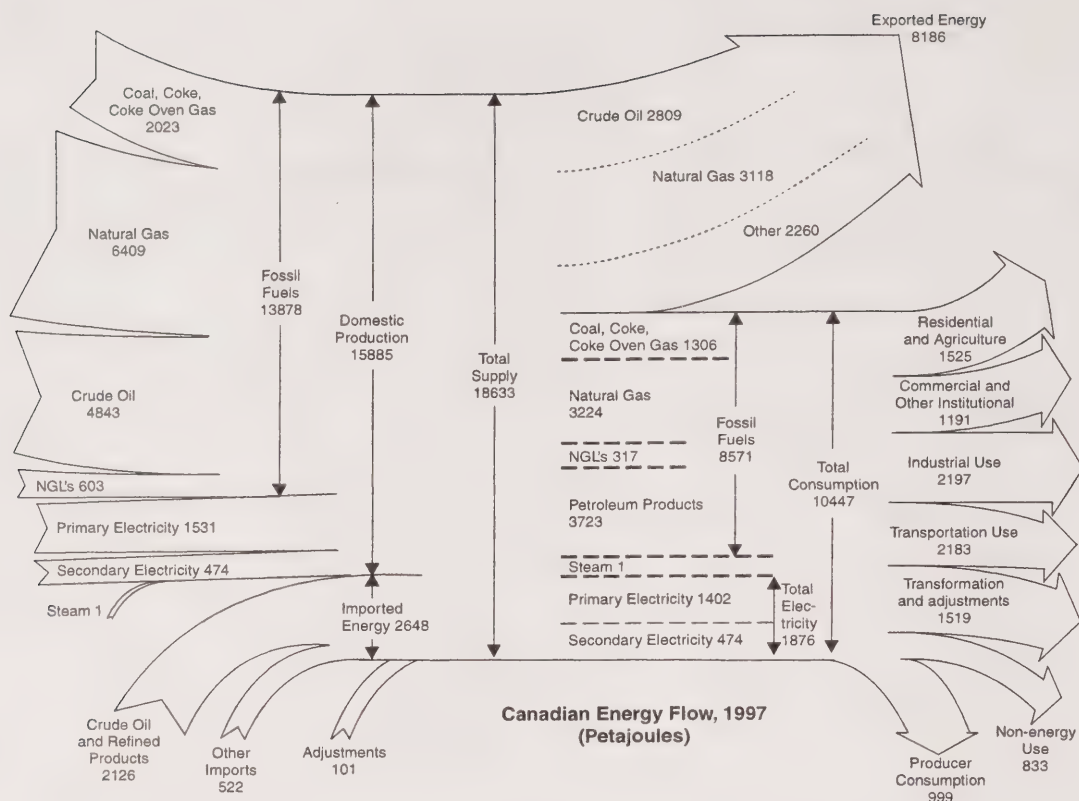 Exported Energy
8186
Coal, Coke,
Coke Oven Gas
2023
Natural Gas
6409
Crude Oil
4843
NGL's 603
Primary Electricity 1531
Secondary Electricity 474
Steam 1
Crude Oil
and Refined
Products
2126
Other
Imports
522
Adjustments
101
Fossil
Fuels
13878
Domestic
Production
15885
Imported
Energy 2648
Total
Supply
18633
Crude Oil 2809
Natural Gas 3118
Other 2260
Coal, Coke,
Coke Oven Gas 1306
Natural Gas
3224
NGL's 317
Petroleum Products
3723
Steam 1
Primary Electricity 1402
Secondary Electricity 474
Fossil
Fuels
8571
Total
Elec-
tricity
1876
Total
Consumption
10447
Residential
and Agriculture
1525
Commercial and
Other Institutional
1191
Industrial Use
2197
Transportation Use
2183
Transformation
and adjustments
1519
Non-energy
Use
833
Producer
Consumption
999
Canadian Energy Flow, 1997
(Petajoules)